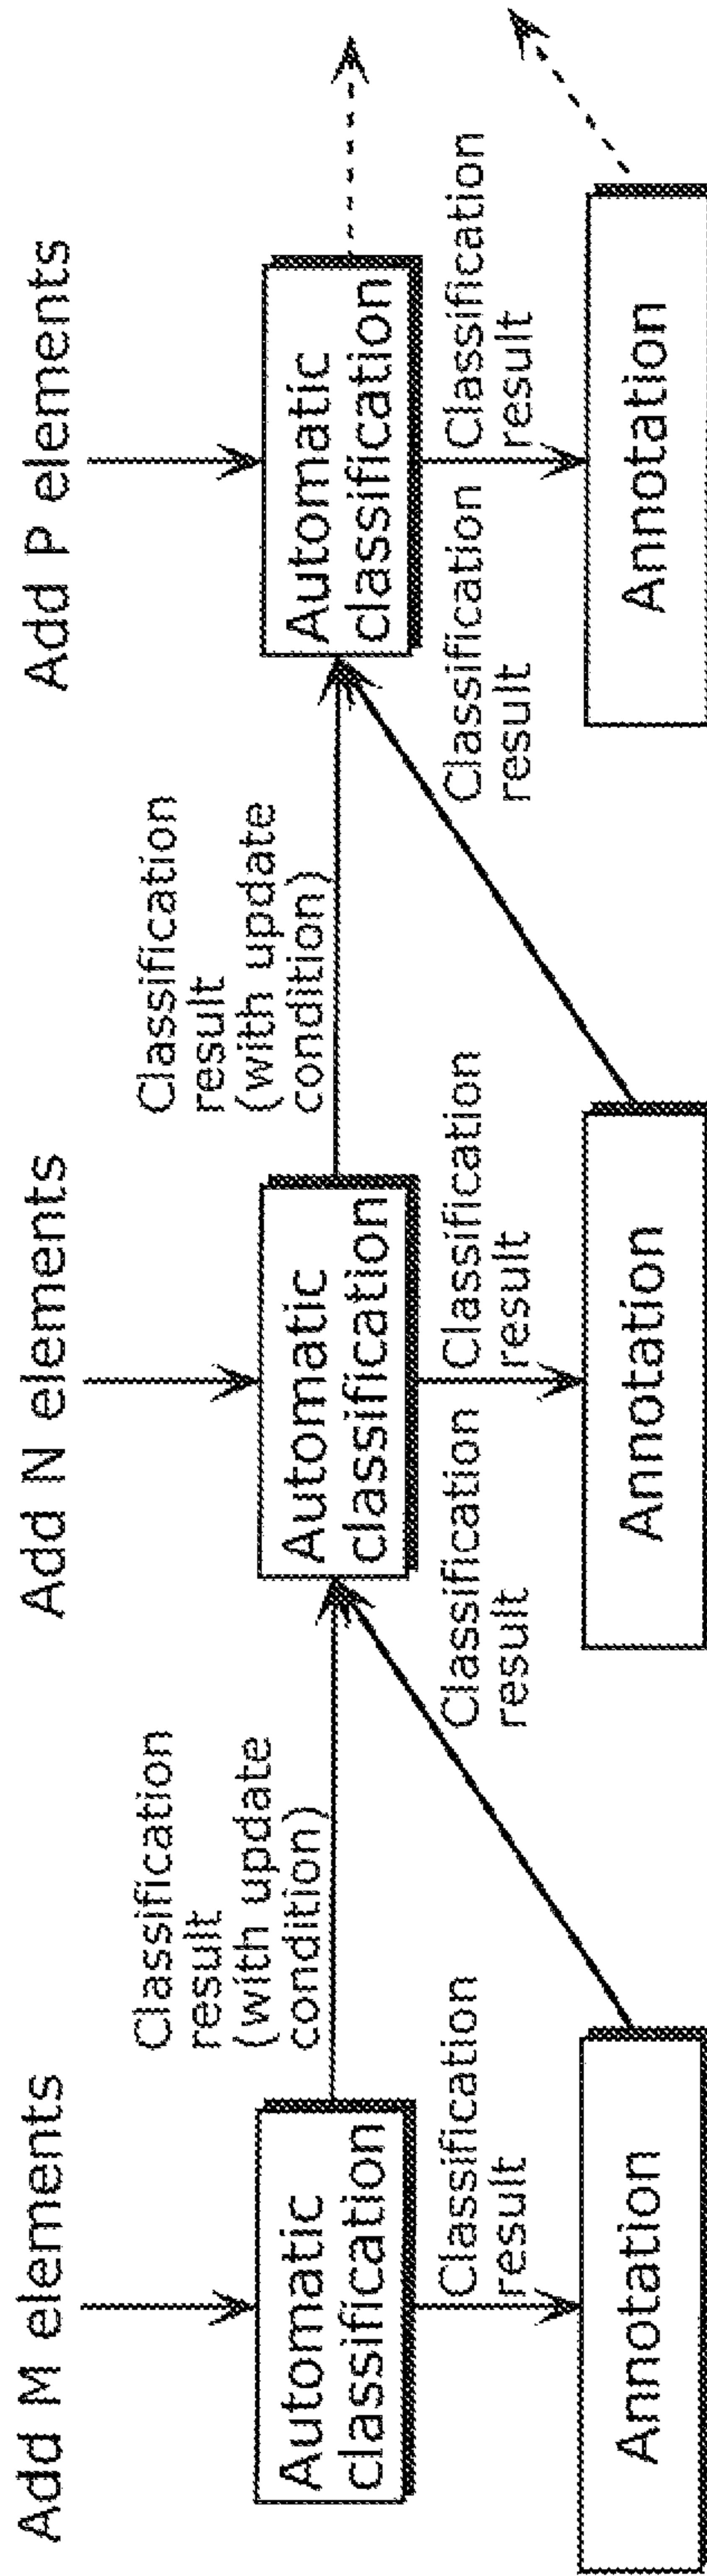 Add M elements
Automatic
classification
Classification
result
Annotation
Classification
result
(with update
condition)
Add N elements
Automatic
classification
Classification
result
Classification
result
Annotation
Classification
result
(with update
condition)
Add P elements
Automatic
classification
Classification
result
Classification
result
Annotation